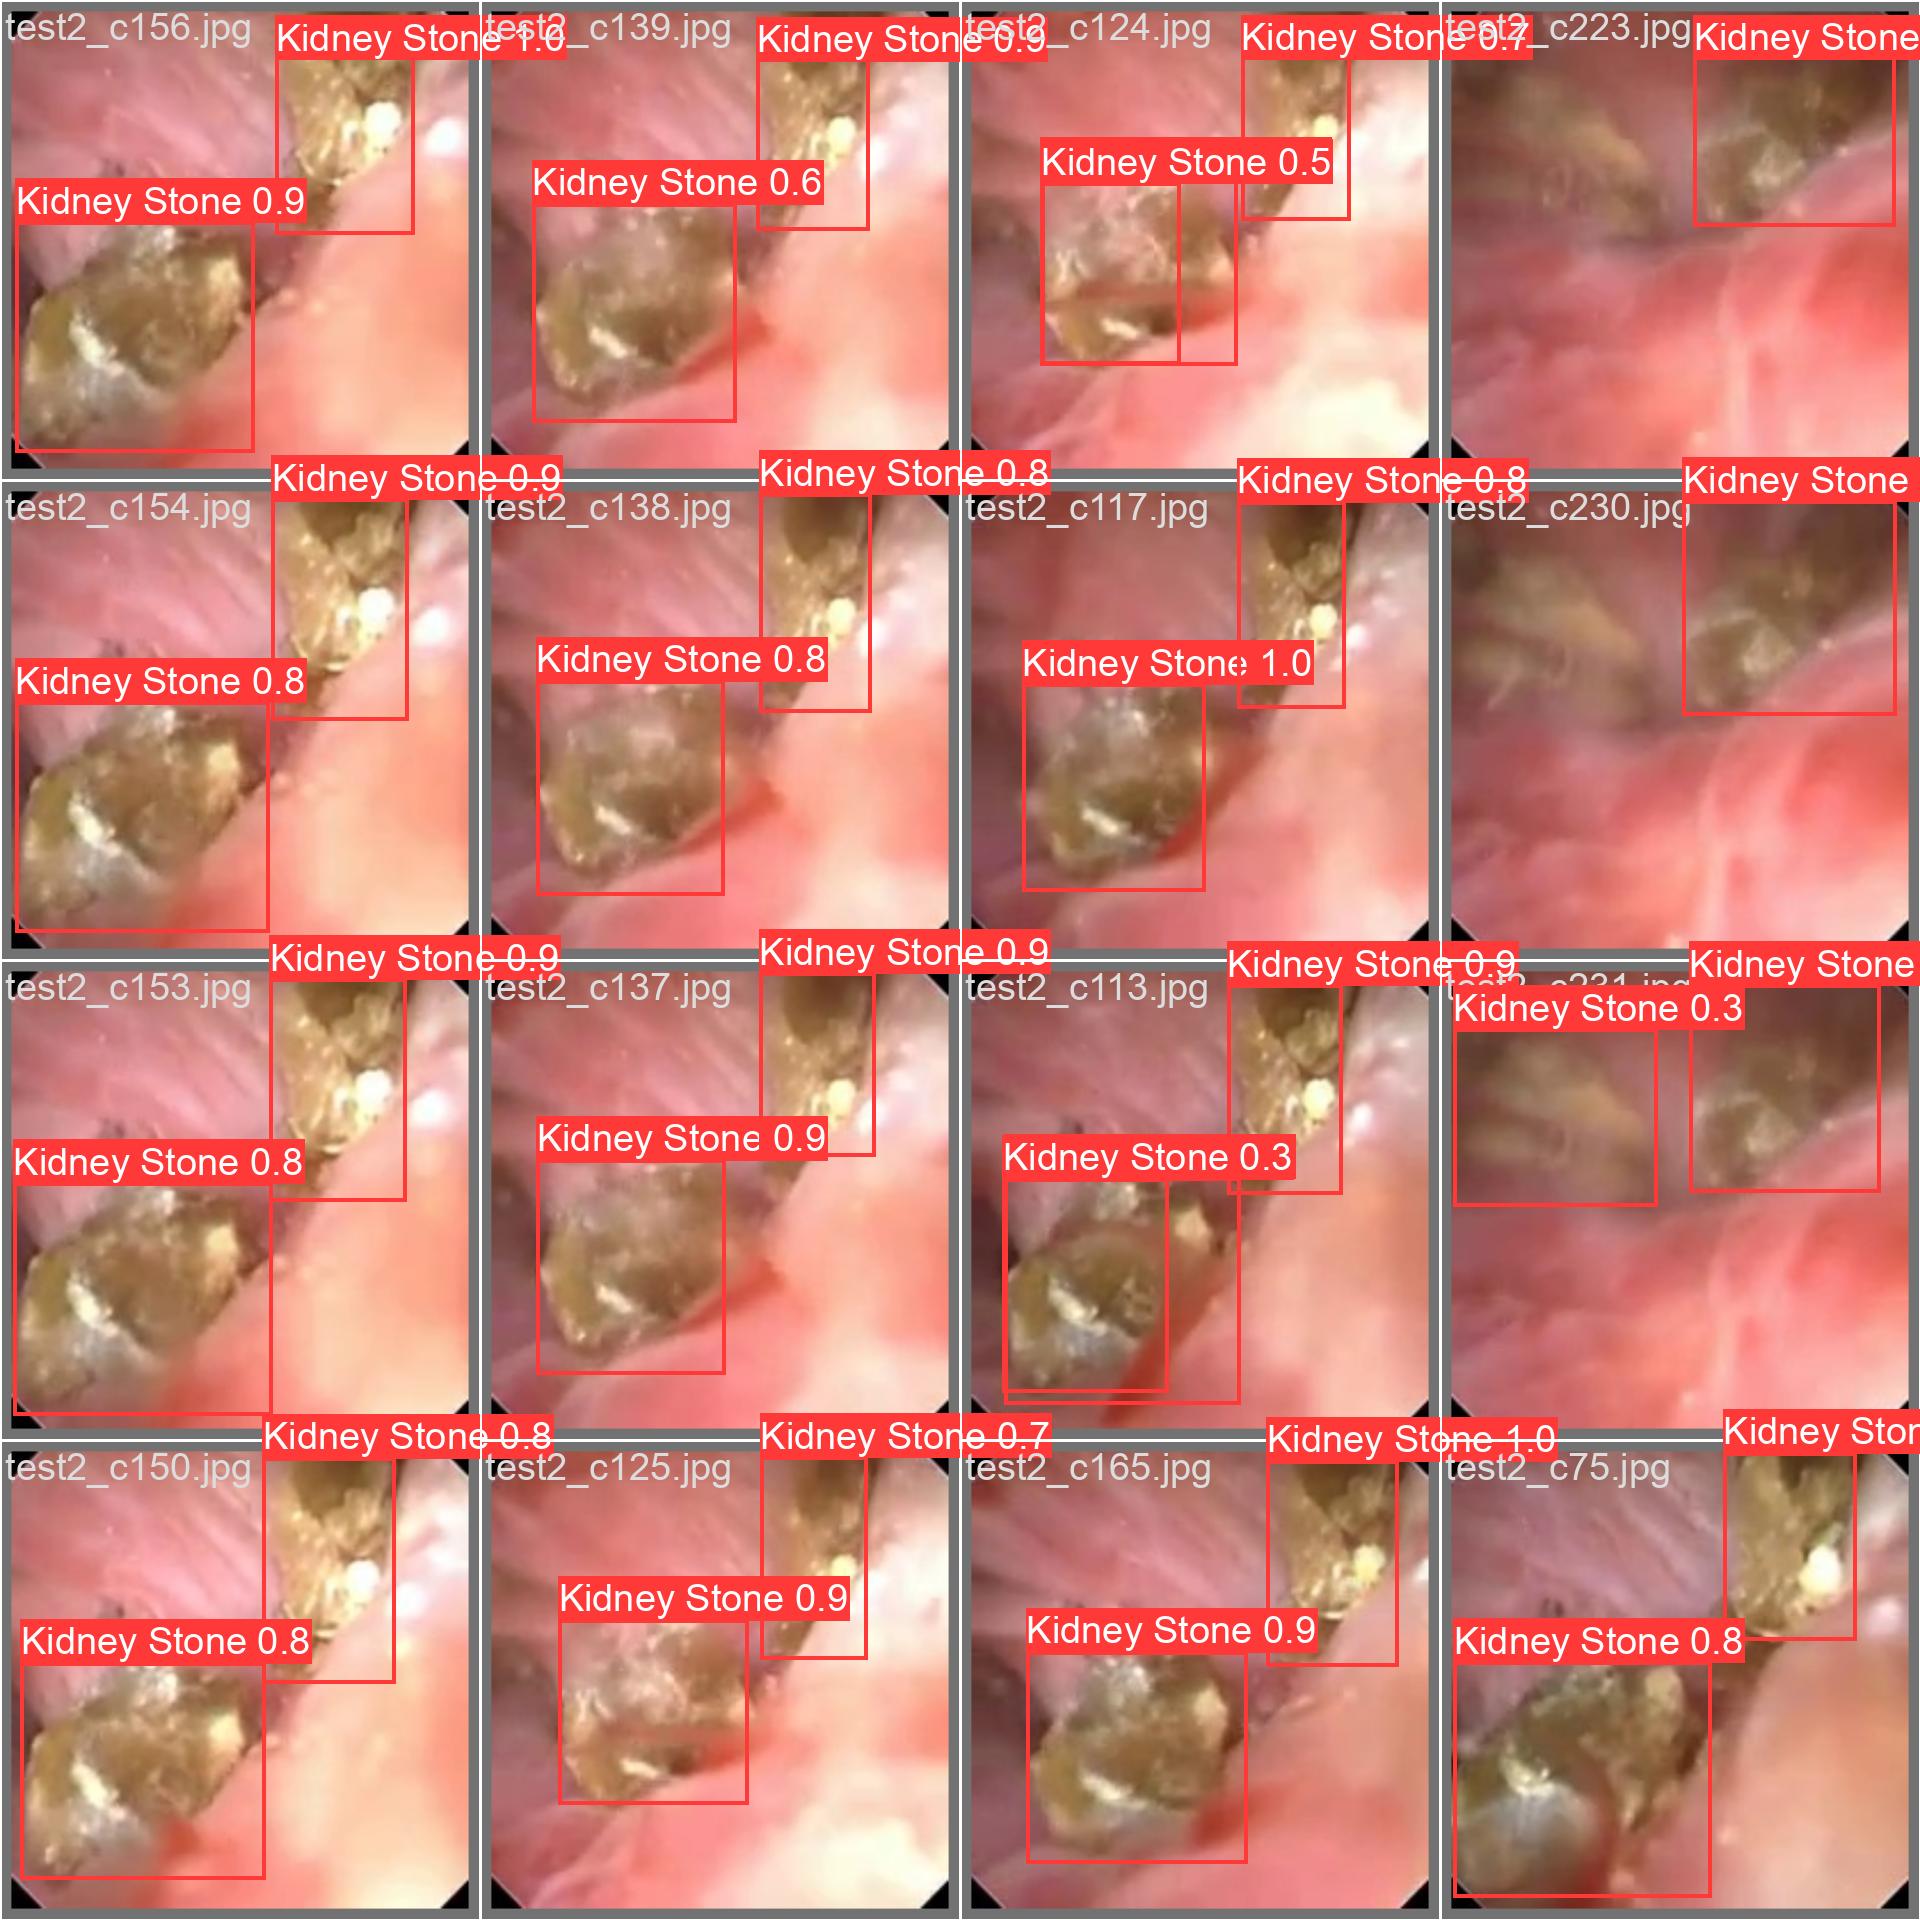 test2_c156.jpg
Kidney Stone 1.0
Kidney Stone 0.9
test2_c139.jpg
Kidney Stone 0.9
Kidney Stone 0.6
test2_c124.jpg
Kidney Stone 0.7
Kidney Stone 0.5
test2_c223.jpg
Kidney Stone
test2_c154.jpg
Kidney Stone 0.9
Kidney Stone 0.8
test2_c138.jpg
Kidney Stone 0.8
Kidney Stone 0.8
test2_c117.jpg
Kidney Stone 0.8
Kidney Stone 1.0
test2_c230.jpg
Kidney Stone
test2_c153.jpg
Kidney Stone 0.9
Kidney Stone 0.8
test2_c137.jpg
Kidney Stone 0.9
Kidney Stone 0.9
test2_c113.jpg
Kidney Stone 0.9
Kidney Stone 0.3
test2_c231.jpg
Kidney Stone
Kidney Stone 0.3
test2_c150.jpg
Kidney Stone 0.8
Kidney Stone 0.8
test2_c125.jpg
Kidney Stone 0.7
Kidney Stone 0.9
test2_c165.jpg
Kidney Stone 1.0
Kidney Stone 0.9
test2_c75.jpg
Kidney Ston
Kidney Stone 0.8